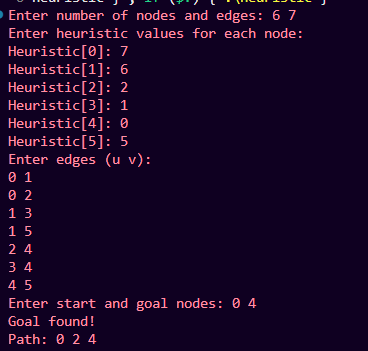 Enter number of nodes and edges: 6 7
Enter heuristic values for each node:
Heuristic[0]: 7
Heuristic[1]: 6
Heuristic[2]: 2
Heuristic[3]: 1
Heuristic[4]: 0
Heuristic[5]: 5
Enter edges (u v):
0 1
0 2
1 3
1 5
2 4
3 4
4 5
Enter start and goal nodes: 0 4
Goal found!
Path: 0 2 4